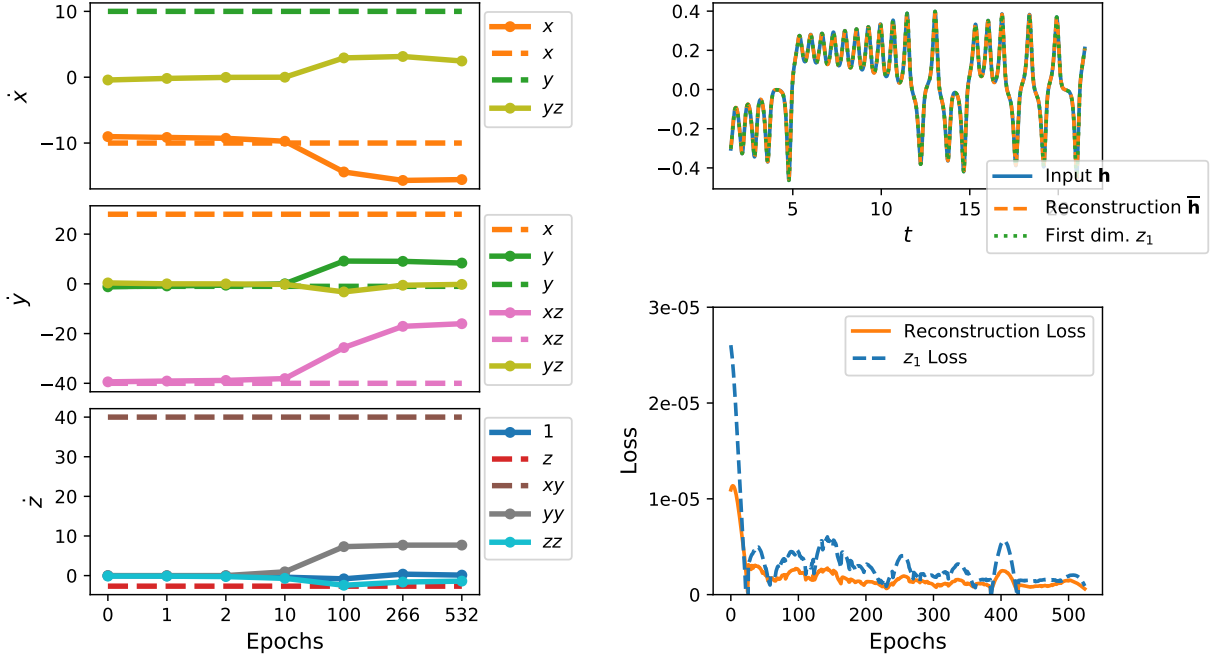 10
0
−10
ẋ
x
x
y
yz
20
0
−20
−40
ẏ
x
y
y
xz
xz
yz
40
30
20
10
0
ż
1
z
xy
yy
zz
0 1 2 10 100 266 532
Epochs
0.4
0.2
0.0
−0.2
−0.4
5 10 15
t
Input h
Reconstruction h̅
First dim. z₁
3e-05
2e-05
1e-05
0
Loss
Reconstruction Loss
z₁ Loss
0 100 200 300 400 500
Epochs